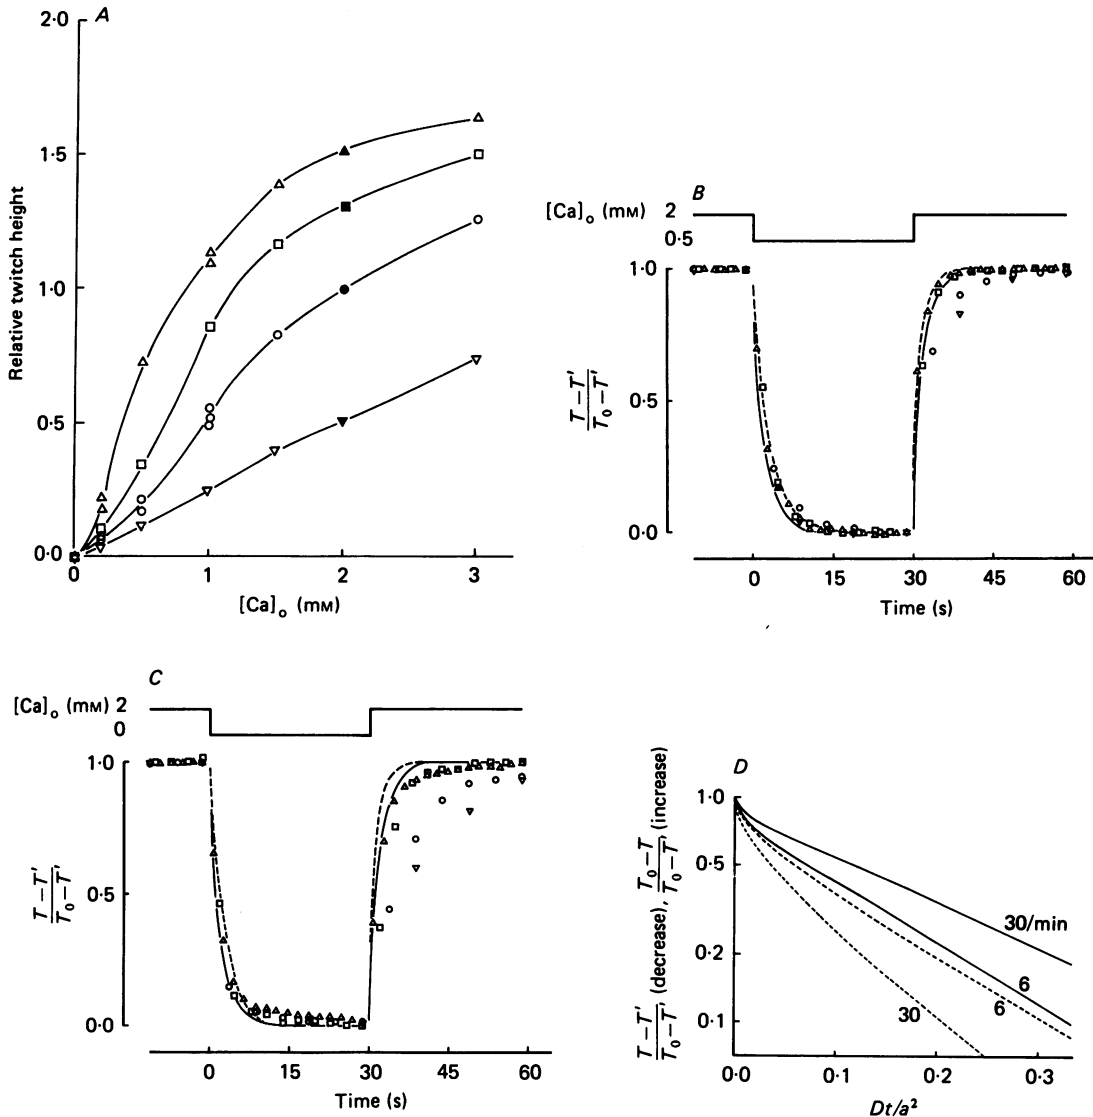 A
2·0
1·5
1·0
0·5
0·0
Relative twitch height
0
1
2
3
[Ca]o (mM)
B
[Ca]o (mM) 2
0·5
1·0
0·5
0·0
T − T'
T0 − T'
0
15
30
45
60
Time (s)
C
[Ca]o (mM) 2
0
1·0
0·5
0·0
T − T'
T0 − T'
0
15
30
45
60
Time (s)
D
1·0
0·5
0·2
0·1
T − T'
T0 − T' (decrease), T0 − T
T0 − T' (increase)
30/min
6
6
30
0·0
0·1
0·2
0·3
Dt/a²